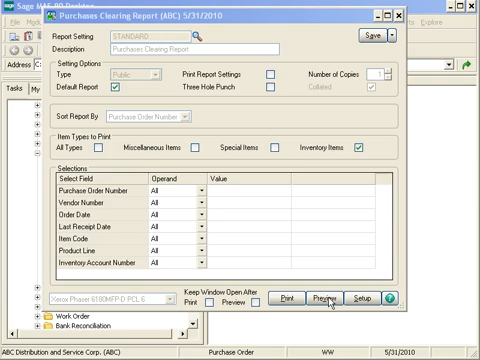 Sage MAS 90 Desktop
Purchases Clearing Report (ABC) 5/31/2010
File
Explore
Report Setting STANDARD Save
Description Purchases Clearing Report
Address C:
Setting Options
Type Public Print Report Settings Number of Copies 1
Default Report Three Hole Punch Collated
Tasks My
Sort Report By Purchase Order Number
Item Types to Print
All Types Miscellaneous Items Special Items Inventory Items
Selections
Select Field Operand Value
Purchase Order Number All
Vendor Number All
Order Date All
Last Receipt Date All
Item Code All
Product Line All
Inventory Account Number All
Keep Window Open After
Xerox Phaser 6180MFP-D PCL 6 Print Preview Print Preview Setup
Work Order
Bank Reconciliation
ABC Distribution and Service Corp. (ABC) Purchase Order WW 5/31/2010